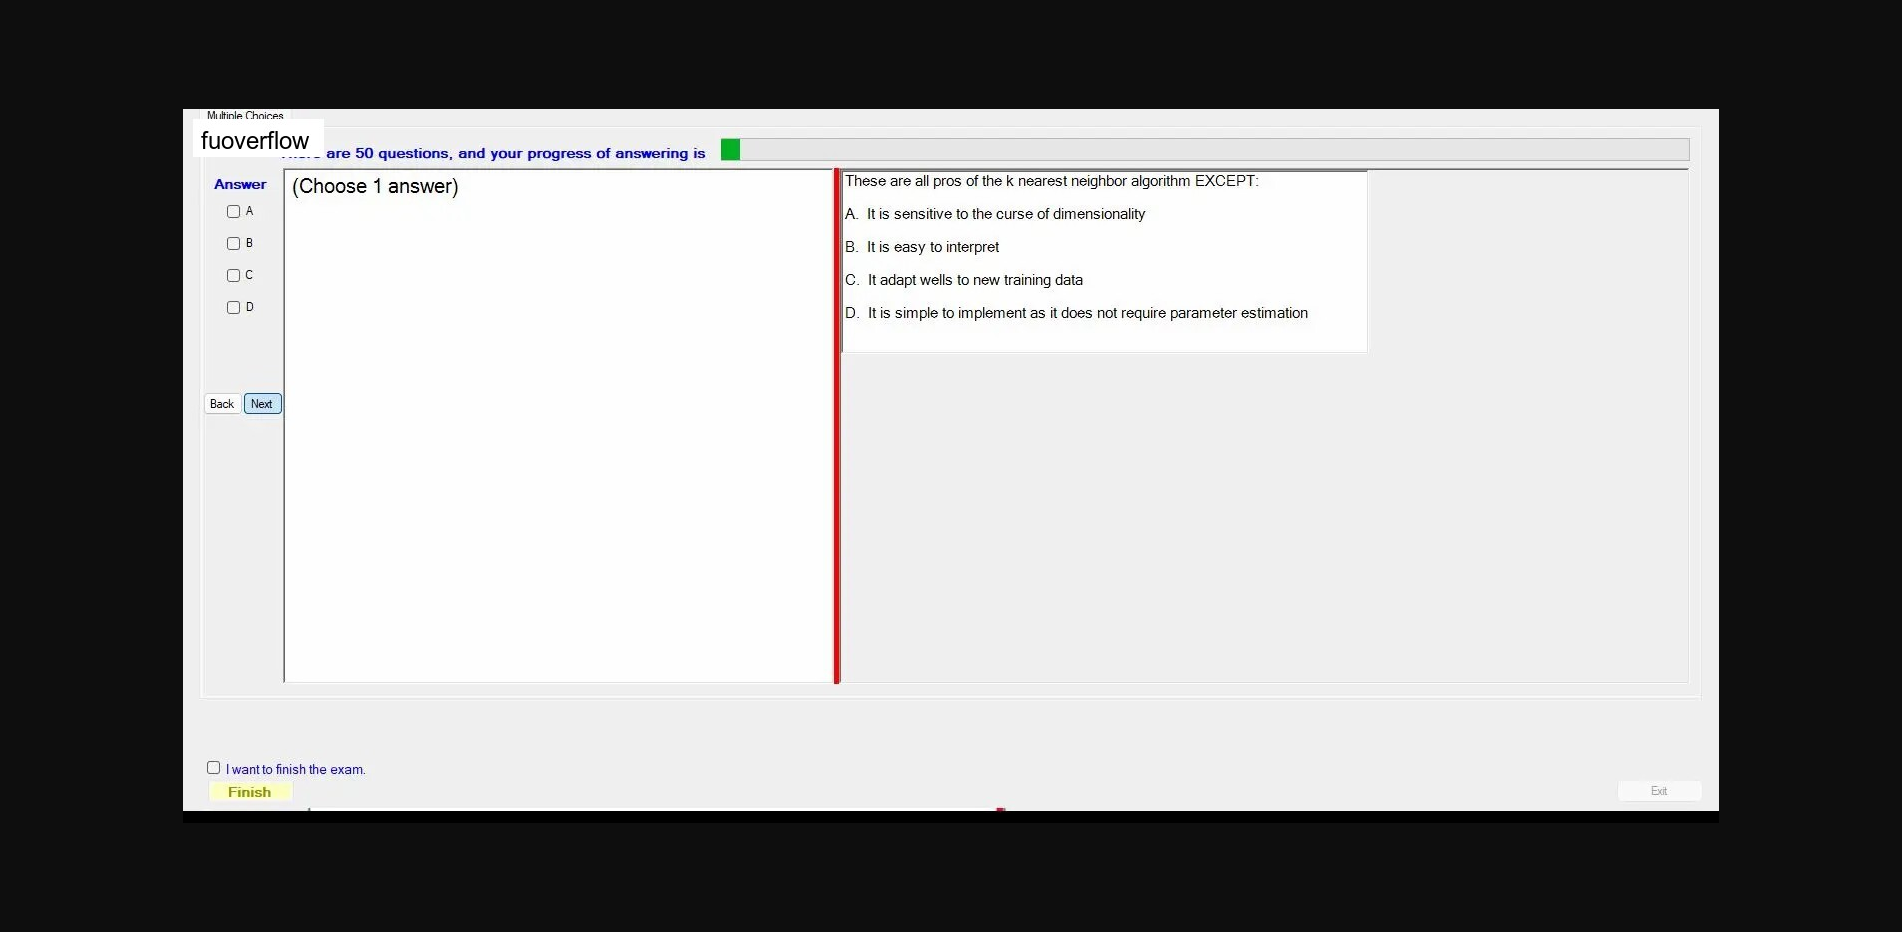 Multiple Choices
fuoverflow
are 50 questions, and your progress of answering is
Answer
A
B
C
D
Back Next
(Choose 1 answer)
These are all pros of the k nearest neighbor algorithm EXCEPT:
A. It is sensitive to the curse of dimensionality
B. It is easy to interpret
C. It adapt wells to new training data
D. It is simple to implement as it does not require parameter estimation
I want to finish the exam.
Finish
Exit